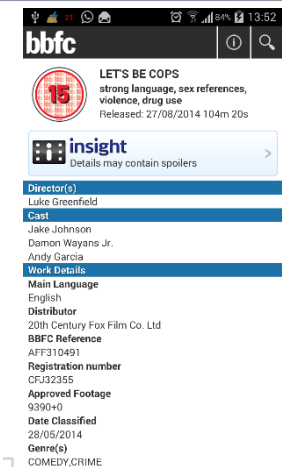 21 84% 13:52
bbfc
15
LET'S BE COPS
strong language, sex references,
violence, drug use
Released: 27/08/2014 104m 20s
insight
Details may contain spoilers
Director(s)
Luke Greenfield
Cast
Jake Johnson
Damon Wayans Jr.
Andy Garcia
Work Details
Main Language
English
Distributor
20th Century Fox Film Co. Ltd
BBFC Reference
AFF310491
Registration number
CFJ32355
Approved Footage
9390+0
Date Classified
28/05/2014
Genre(s)
COMEDY,CRIME